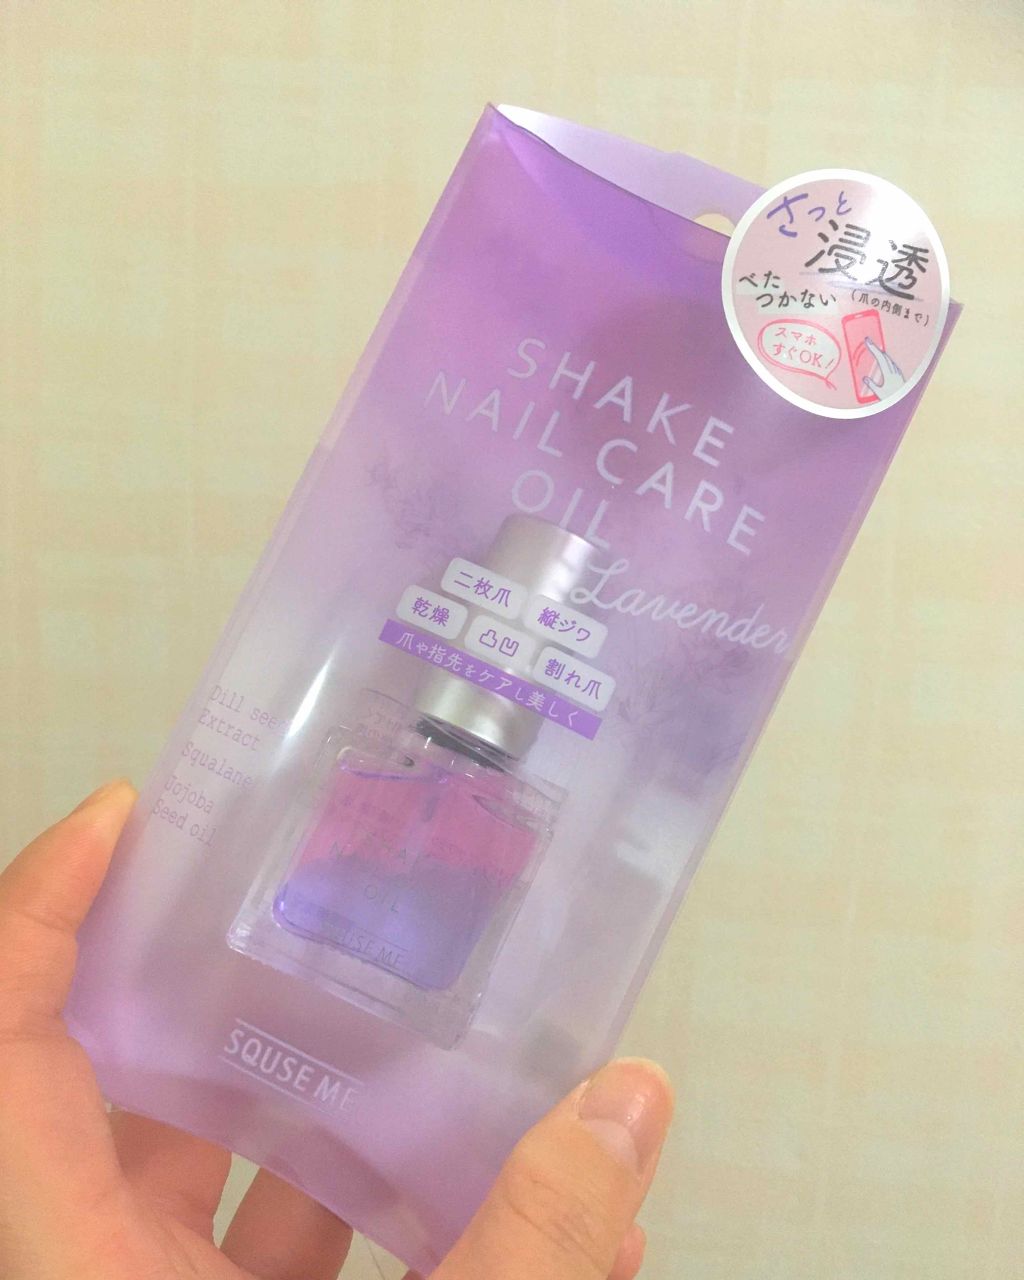 さっと
浸透
べた
つかない
(爪の内側まで)
スマホ
すぐOK!
SHAKE
NAIL CARE
OIL
Lavender
二枚爪
縦ジワ
乾燥
凸凹
割れ爪
爪や指先をケアし美しく
Dill seed
Extract
Squalane
Jojoba
Seed oil
OIL
SQUSE ME